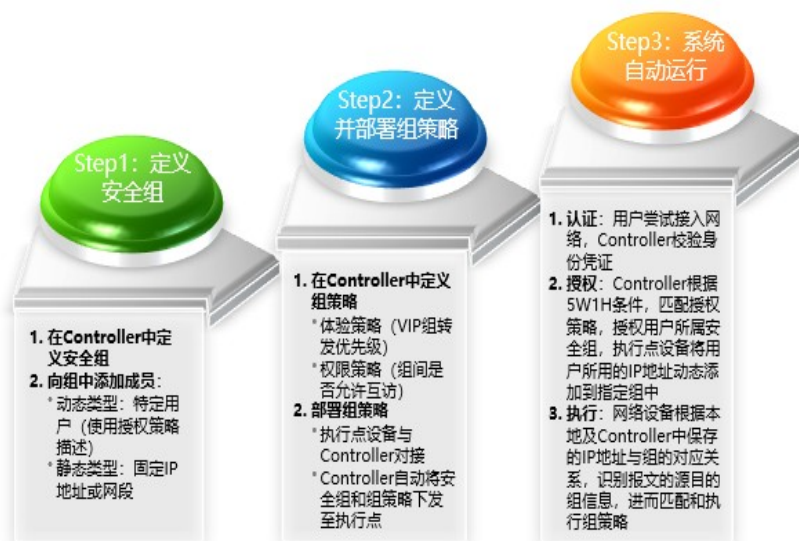 Step1：定义
安全组
1. 在Controller中定
义安全组
2. 向组中添加成员：
*动态类型：特定用
户（使用授权策略
描述）
*静态类型：固定IP
地址或网段
Step2：定义
并部署组策略
1. 在Controller中定义
组策略
*体验策略（VIP组转
发优先级）
*权限策略（组间是
否允许互访）
2. 部署组策略
*执行点设备与
Controller对接
*Controller自动将安
全组和组策略下发
至执行点
Step3：系统
自动运行
1. 认证：用户尝试接入网
络，Controller校验身
份凭证
2. 授权：Controller根据
5W1H条件，匹配授权
策略，授权用户所属安
全组，执行点设备将用
户所用的IP地址动态添
加到指定组中
3. 执行：网络设备根据本
地及Controller中保存
的IP地址与组的对应关
系，识别报文的源目的
组信息，进而匹配和执
行组策略